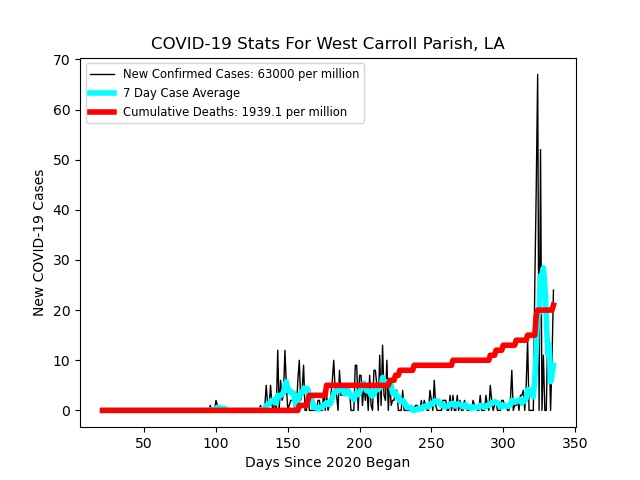 COVID-19 Stats For West Carroll Parish, LA
New Confirmed Cases: 63000 per million
7 Day Case Average
Cumulative Deaths: 1939.1 per million
New COVID-19 Cases
70
60
50
40
30
20
10
0
50 100 150 200 250 300 350
Days Since 2020 Began